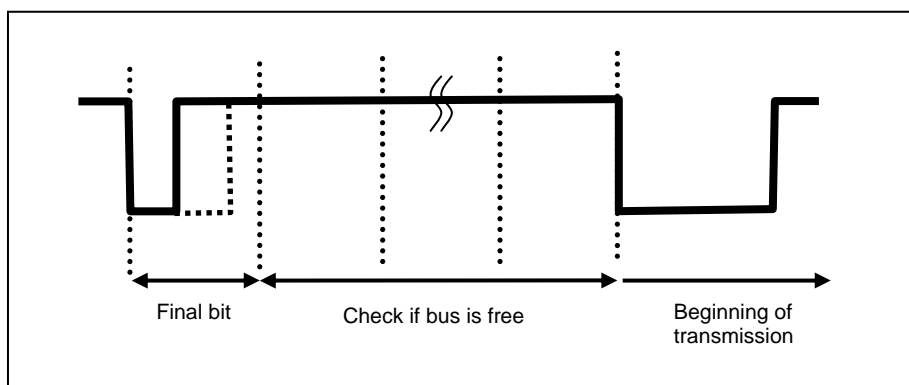 Final bit
Check if bus is free
Beginning of
transmission